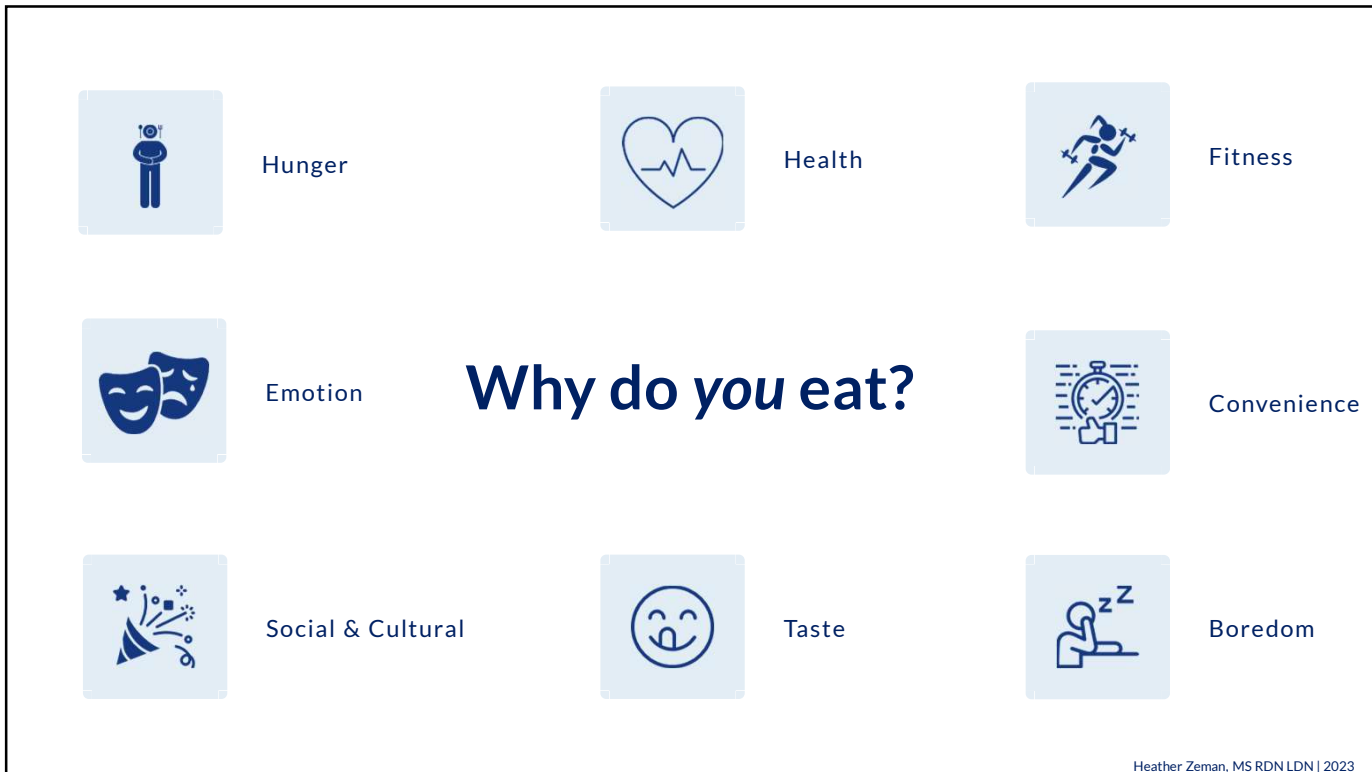 Hunger
Health
Fitness
Emotion
Why do you eat?
Convenience
Social & Cultural
Taste
Boredom
zZ
Heather Zeman, MS RDN LDN | 2023